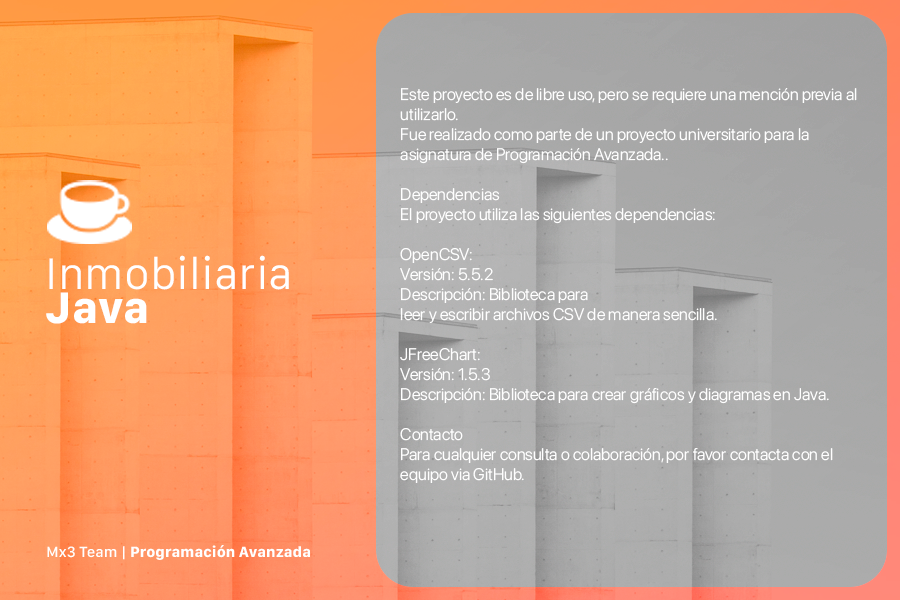 Inmobiliaria
Java
Mx3 Team | Programación Avanzada
Este proyecto es de libre uso, pero se requiere una mención previa al
utilizarlo.
Fue realizado como parte de un proyecto universitario para la
asignatura de Programación Avanzada..
Dependencias
El proyecto utiliza las siguientes dependencias:
OpenCSV:
Versión: 5.5.2
Descripción: Biblioteca para
leer y escribir archivos CSV de manera sencilla.
JFreeChart:
Versión: 1.5.3
Descripción: Biblioteca para crear gráficos y diagramas en Java.
Contacto
Para cualquier consulta o colaboración, por favor contacta con el
equipo via GitHub.